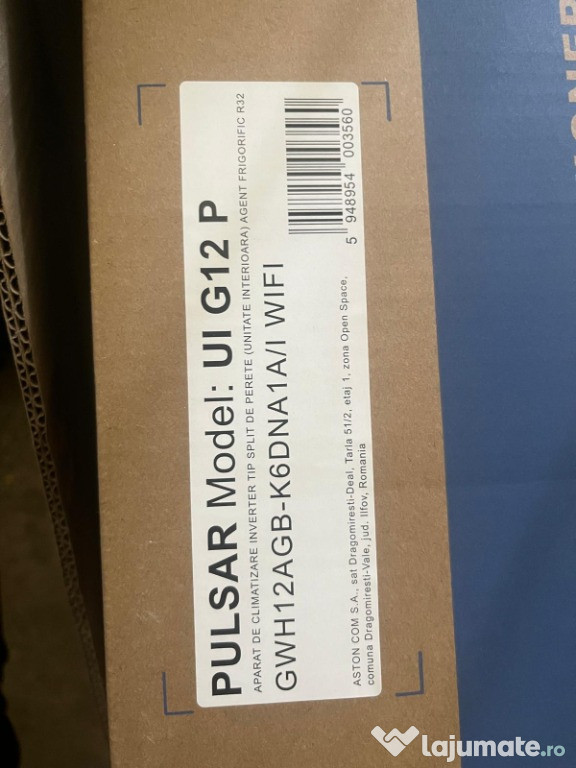 PULSAR Model: UI G12 P
APARAT DE CLIMATIZARE INVERTER TIP SPLIT DE PERETE (UNITATE INTERIOARA) AGENT FRIGORIFIC R32
GWH12AGB-K6DNA1A/I WIFI
5 948954 003560
ASTON COM S.A., sat Dragomiresti-Deal, Tarla 51/2, etaj 1, zona Open Space,
comuna Dragomiresti-Vale, jud. Ilfov, Romania
lajumate.ro